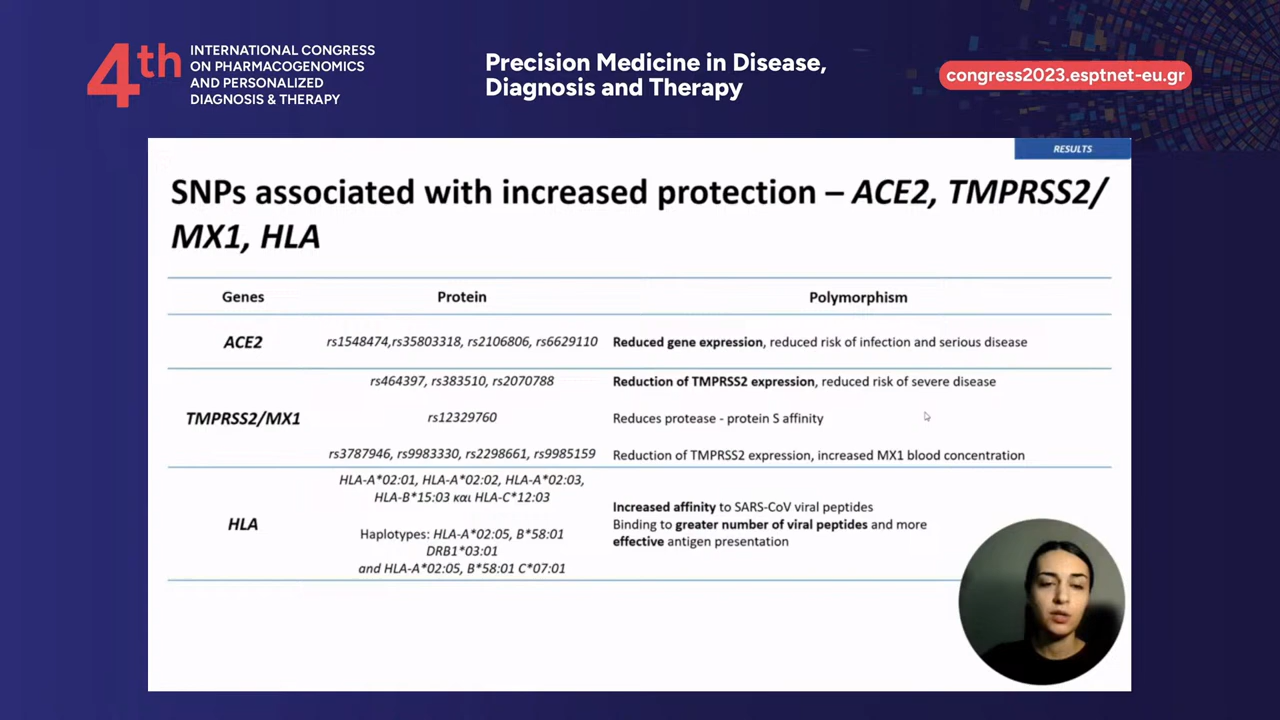 4th
INTERNATIONAL CONGRESS
ON PHARMACOGENOMICS
AND PERSONALIZED
DIAGNOSIS & THERAPY
Precision Medicine in Disease,
Diagnosis and Therapy
congress2023.esptnet-eu.gr
RESULTS
SNPs associated with increased protection – ACE2, TMPRSS2/
MX1, HLA
Genes Protein Polymorphism
ACE2 rs1548474,rs35803318, rs2106806, rs6629110 Reduced gene expression, reduced risk of infection and serious disease
rs464397, rs383510, rs2070788 Reduction of TMPRSS2 expression, reduced risk of severe disease
TMPRSS2/MX1 rs12329760 Reduces protease - protein S affinity
rs3787946, rs9983330, rs2298661, rs9985159 Reduction of TMPRSS2 expression, increased MX1 blood concentration
HLA-A*02:01, HLA-A*02:02, HLA-A*02:03,
HLA-B*15:03 και HLA-C*12:03
Increased affinity to SARS-CoV viral peptides
HLA Binding to greater number of viral peptides and more
effective antigen presentation
Haplotypes: HLA-A*02:05, B*58:01
DRB1*03:01
and HLA-A*02:05, B*58:01 C*07:01